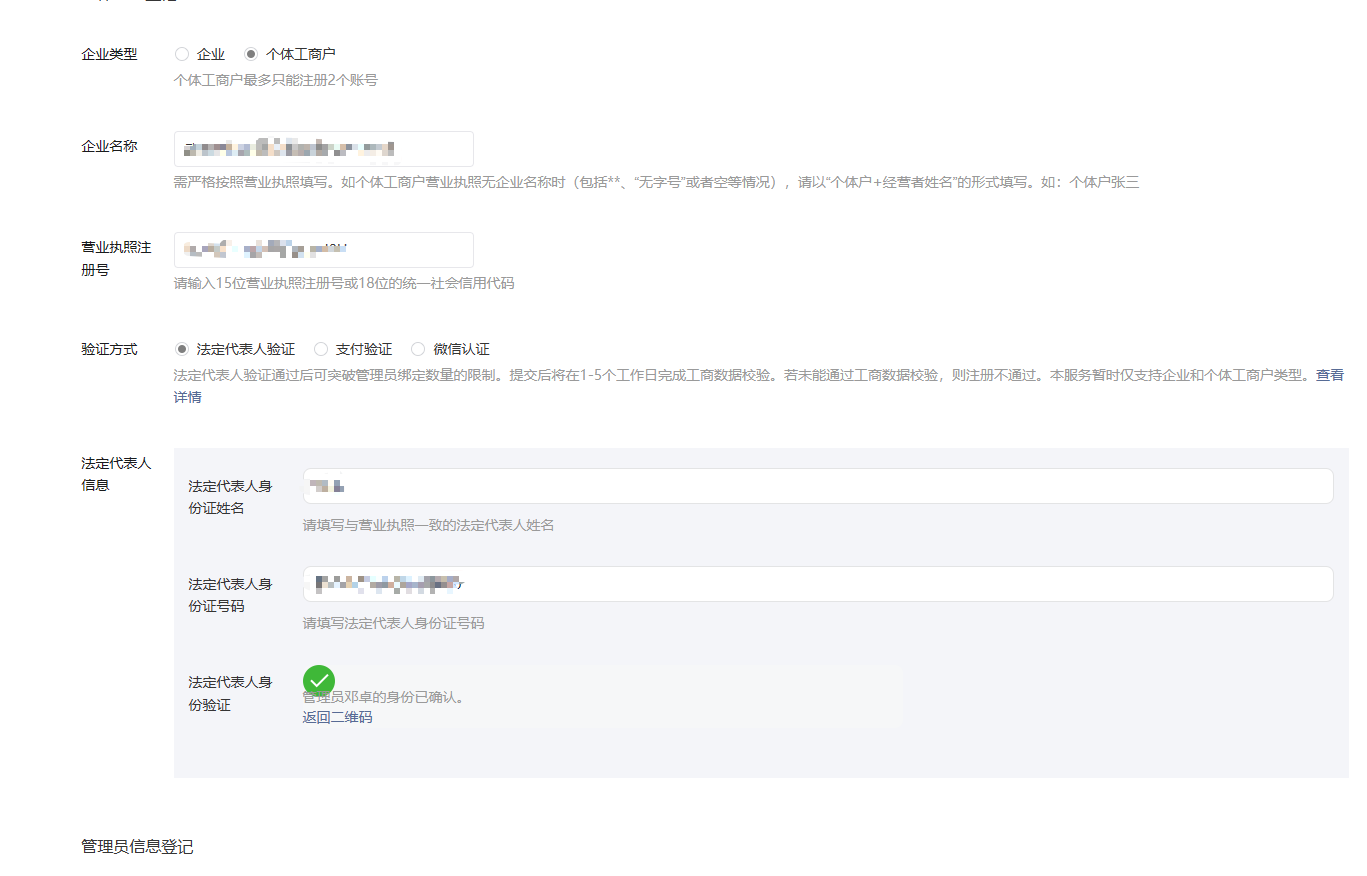 企业类型 企业 个体工商户
个体工商户最多只能注册2个账号
企业名称
需严格按照营业执照填写。如个体工商户营业执照无企业名称时（包括**、“无字号”或者空等情况），请以“个体户+经营者姓名”的形式填写。如：个体户张三
营业执照注
册号
请输入15位营业执照注册号或18位的统一社会信用代码
验证方式 法定代表人验证 支付验证 微信认证
法定代表人验证通过后可突破管理员绑定数量的限制。提交后将在1-5个工作日完成工商数据校验。若未能通过工商数据校验，则注册不通过。本服务暂时仅支持企业和个体工商户类型。查看
详情
法定代表人
信息
法定代表人身
份证姓名
请填写与营业执照一致的法定代表人姓名
法定代表人身
份证号码
请填写法定代表人身份证号码
法定代表人身
份验证
管理员邓卓的身份已确认。
返回二维码
管理员信息登记